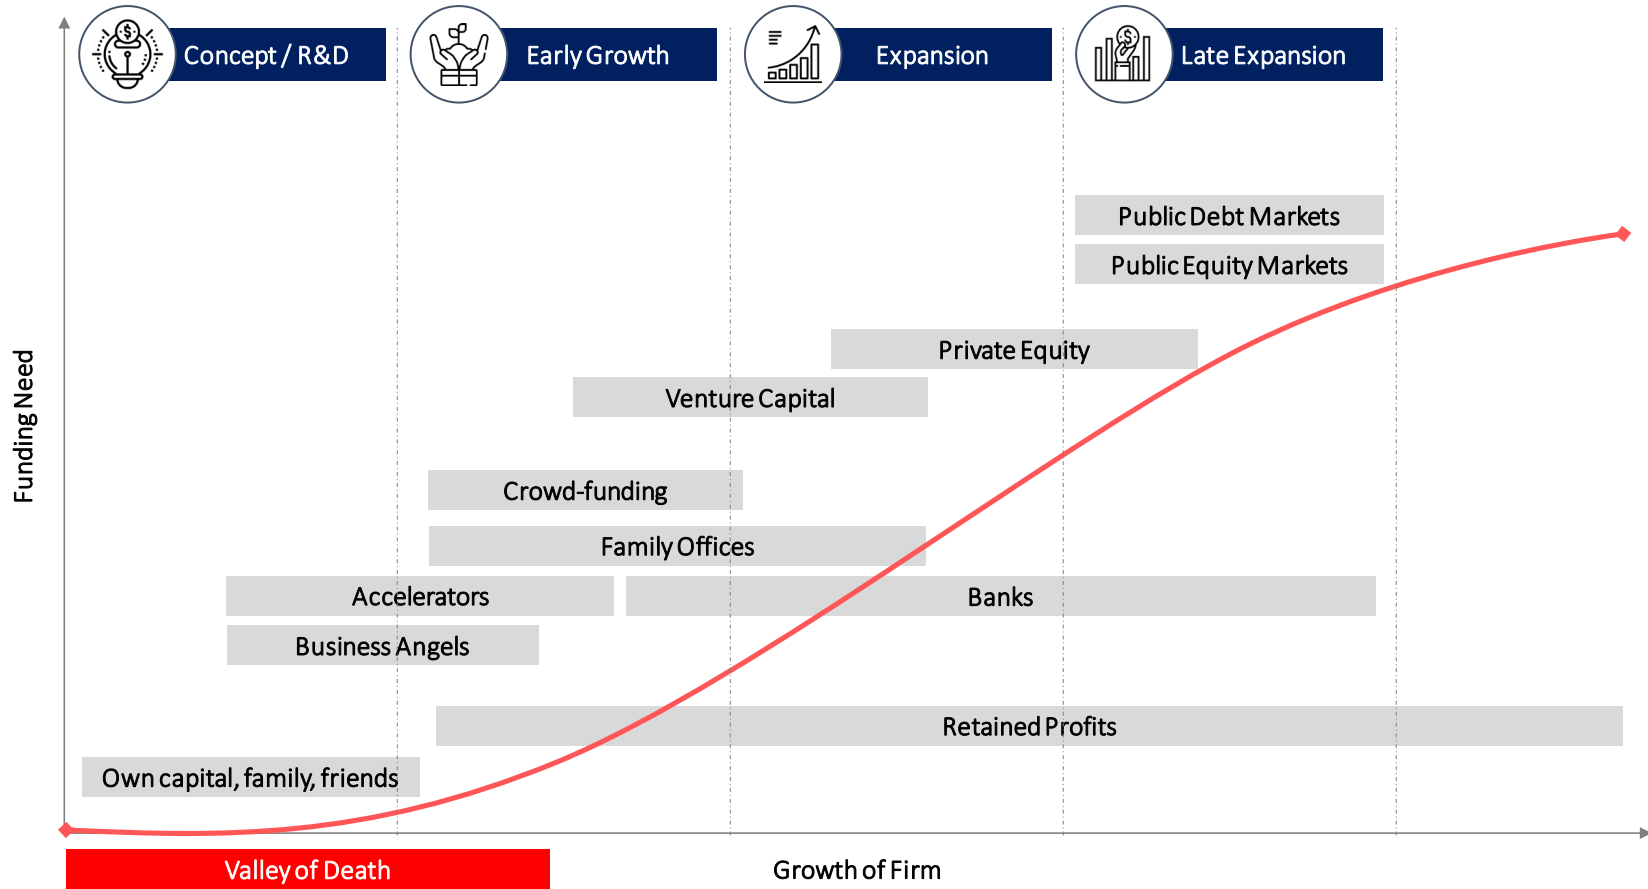 Concept / R&D
Early Growth
Expansion
Late Expansion
Public Debt Markets
Public Equity Markets
Private Equity
Venture Capital
Funding Need
Crowd-funding
Family Offices
Accelerators
Banks
Business Angels
Retained Profits
Own capital, family, friends
Valley of Death
Growth of Firm